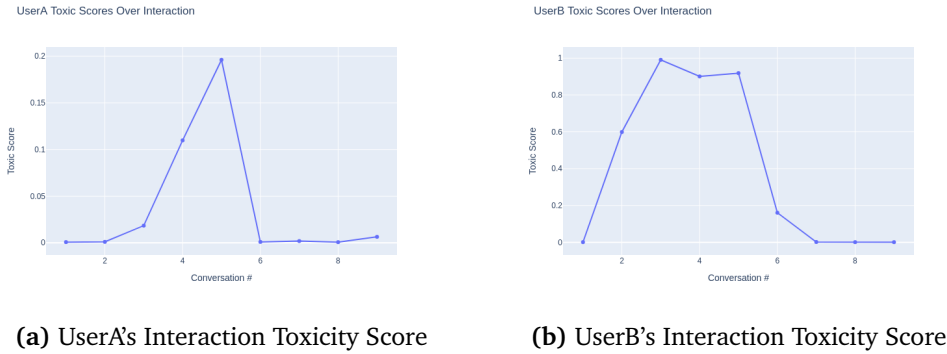 UserA Toxic Scores Over Interaction
0.2
0.15
0.1
0.05
0
Toxic Score
2
4
6
8
Conversation #
(a) UserA's Interaction Toxicity Score
UserB Toxic Scores Over Interaction
1
0.8
0.6
0.4
0.2
0
Toxic Score
2
4
6
8
Conversation #
(b) UserB's Interaction Toxicity Score